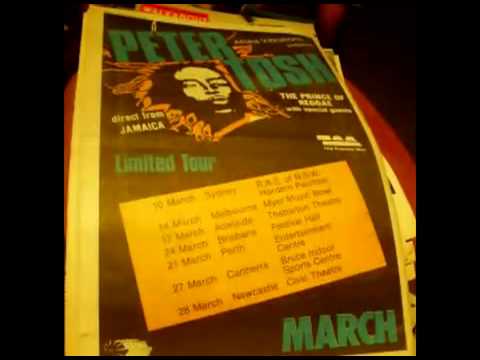 PETER
TOSH
THE PRINCE OF
REGGAE
with special guests
direct from
JAMAICA
Limited Tour
10 March Sydney R.A.S. of N.S.W.
Hordern Pavilion
14 March Melbourne Myer Music Bowl
17 March Adelaide Thebarton Theatre
24 March Brisbane Festival Hall
21 March Perth Entertainment
Centre
27 March Canberra Bruce Indoor
Sports Centre
28 March Newcastle Civic Theatre
MARCH